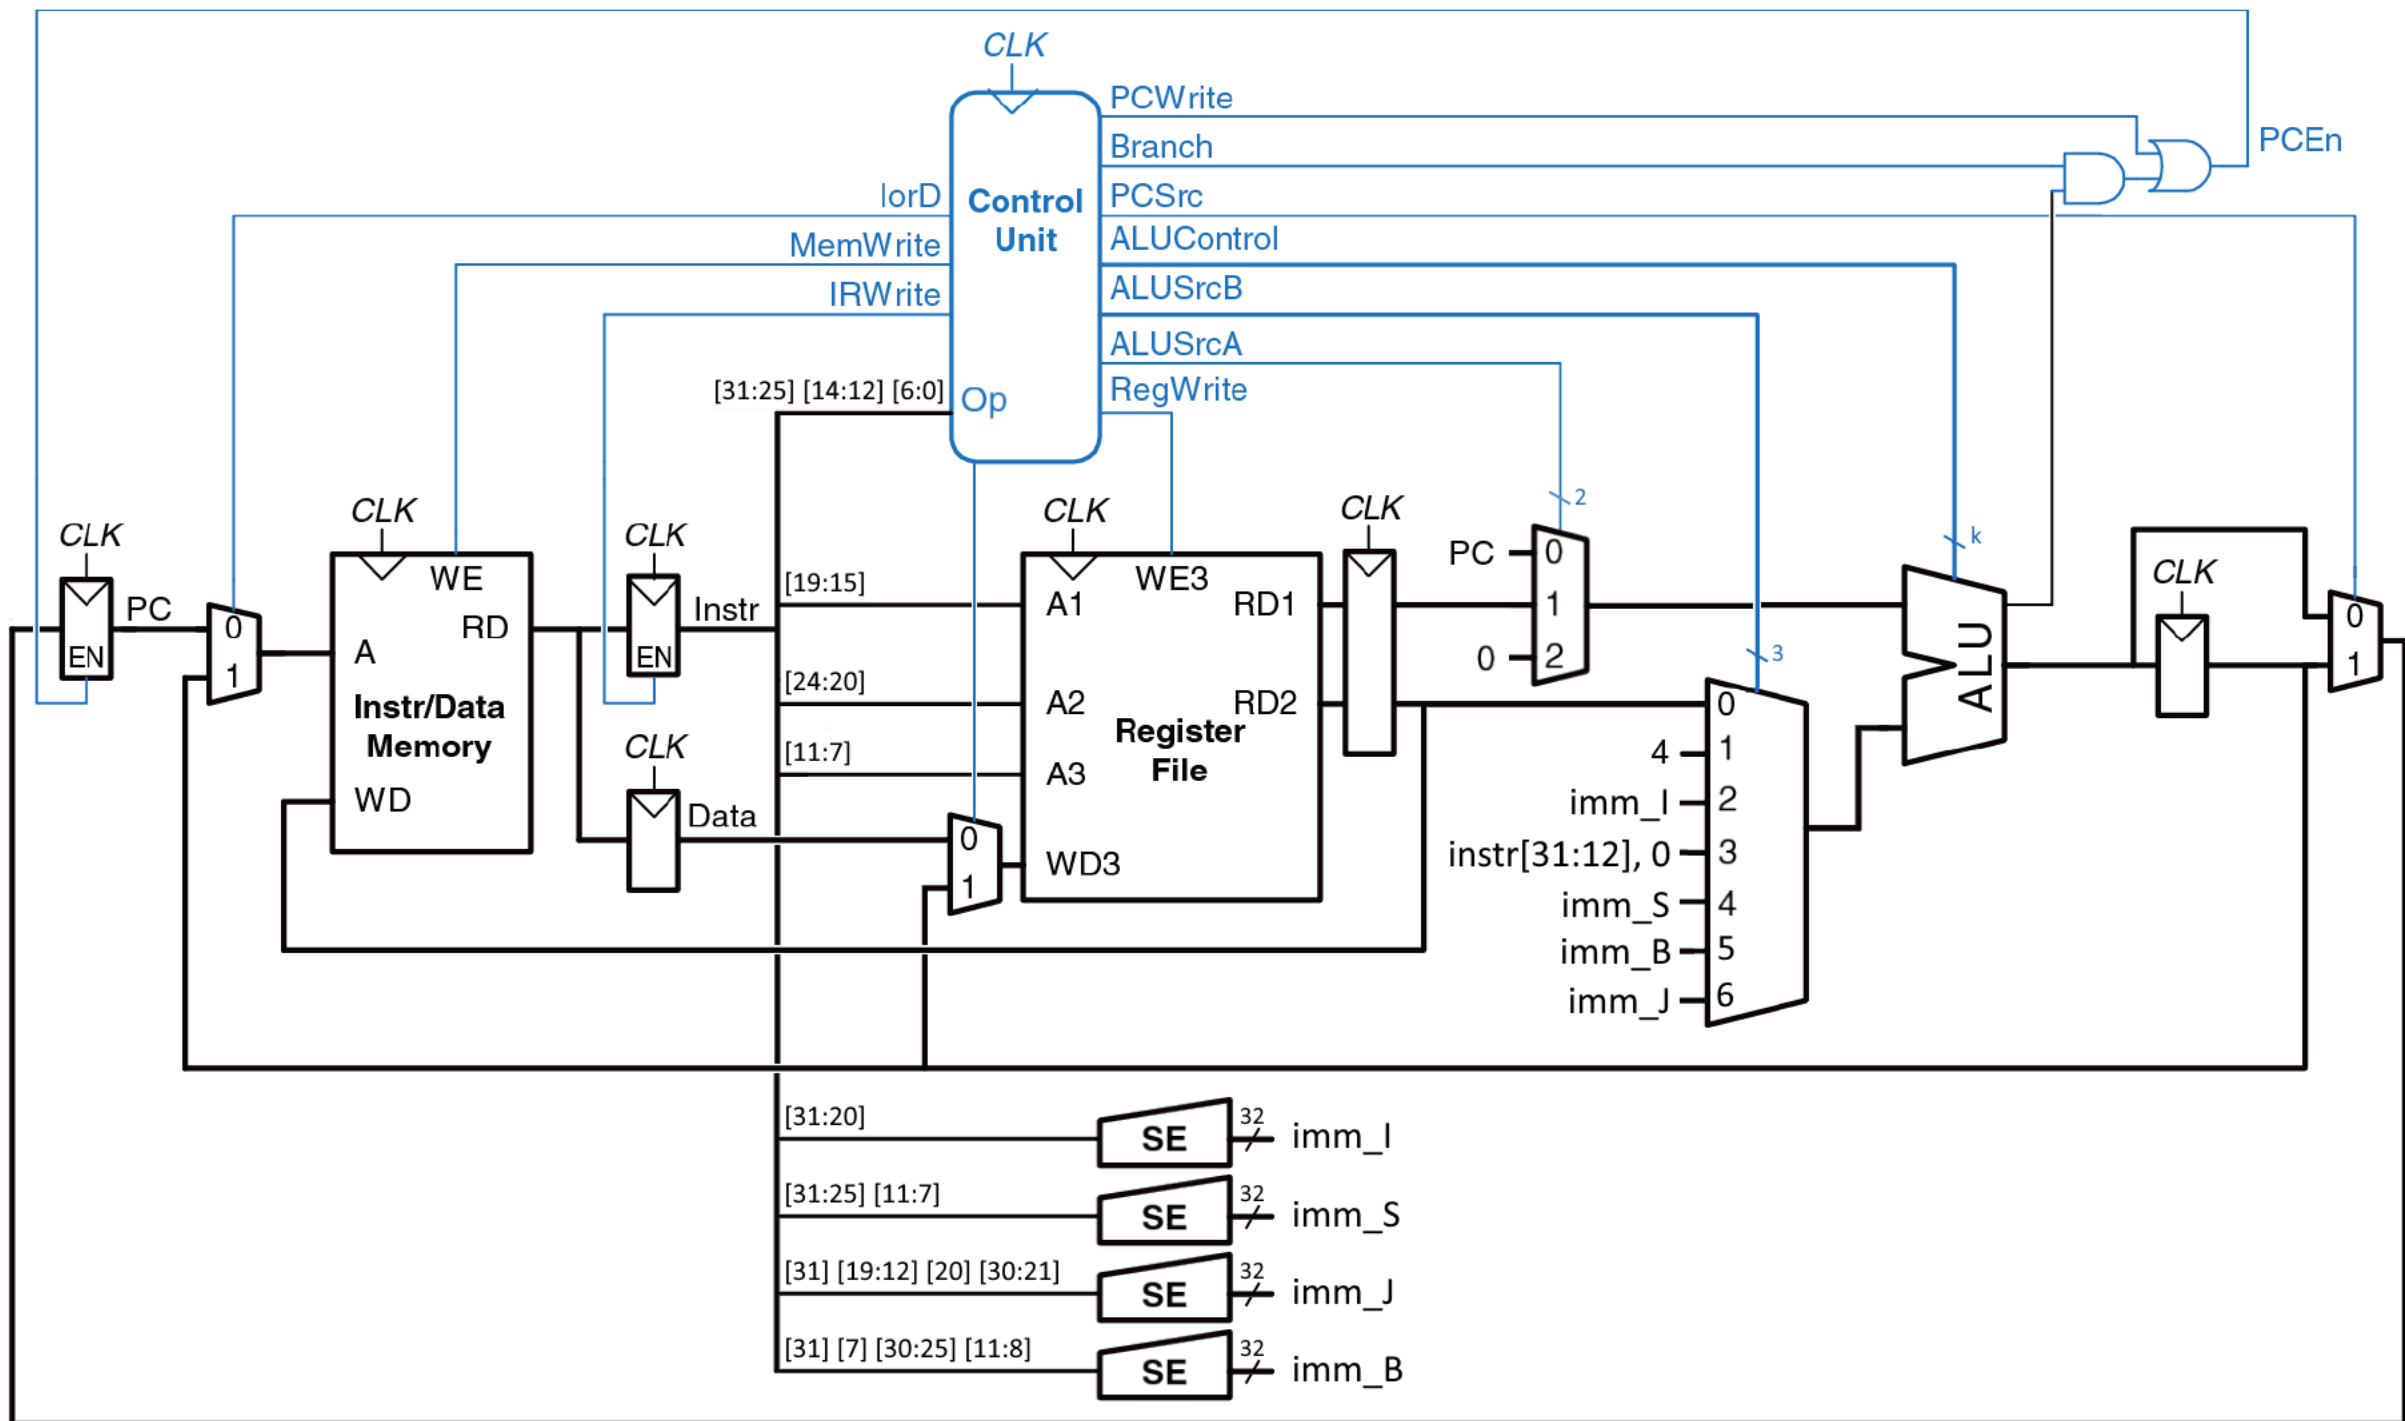 CLK
PCWrite
Branch
PCEn
IorD
Control
Unit
PCSrc
MemWrite
ALUControl
IRWrite
ALUSrcB
ALUSrcA
[31:25] [14:12] [6:0]
Op
RegWrite
CLK
CLK
CLK
CLK
CLK
2
k
CLK
PC
EN
0
1
WE
A
RD
Instr/Data
Memory
WD
EN
Instr
[19:15]
[24:20]
[11:7]
A1
A2
A3
WE3
RD1
RD2
Register
File
WD3
CLK
Data
0
1
PC
0
1
0
2
3
0
4
1
imm_I
2
instr[31:12], 0
3
imm_S
4
imm_B
5
imm_J
6
ALU
0
1
[31:20]
SE
32
imm_I
[31:25] [11:7]
SE
32
imm_S
[31] [19:12] [20] [30:21]
SE
32
imm_J
[31] [7] [30:25] [11:8]
SE
32
imm_B